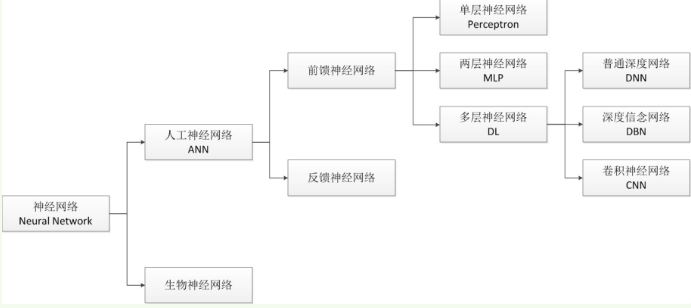 单层神经网络
Perceptron
前馈神经网络
两层神经网络
MLP
普通深度网络
DNN
多层神经网络
DL
深度信念网络
DBN
人工神经网络
ANN
反馈神经网络
卷积神经网络
CNN
神经网络
Neural Network
生物神经网络